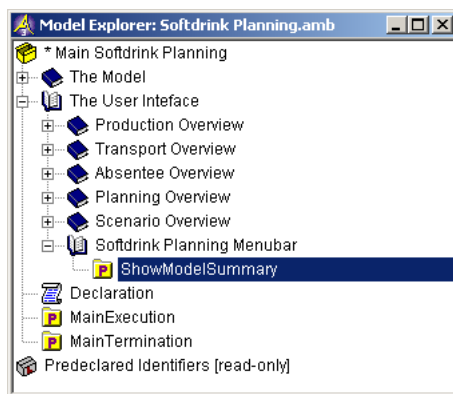 Model Explorer: Softdrink Planning.amb
* Main Softdrink Planning
The Model
The User Inteface
Production Overview
Transport Overview
Absentee Overview
Planning Overview
Scenario Overview
Softdrink Planning Menubar
P ShowModelSummary
Declaration
P MainExecution
P MainTermination
Predeclared Identifiers [read-only]